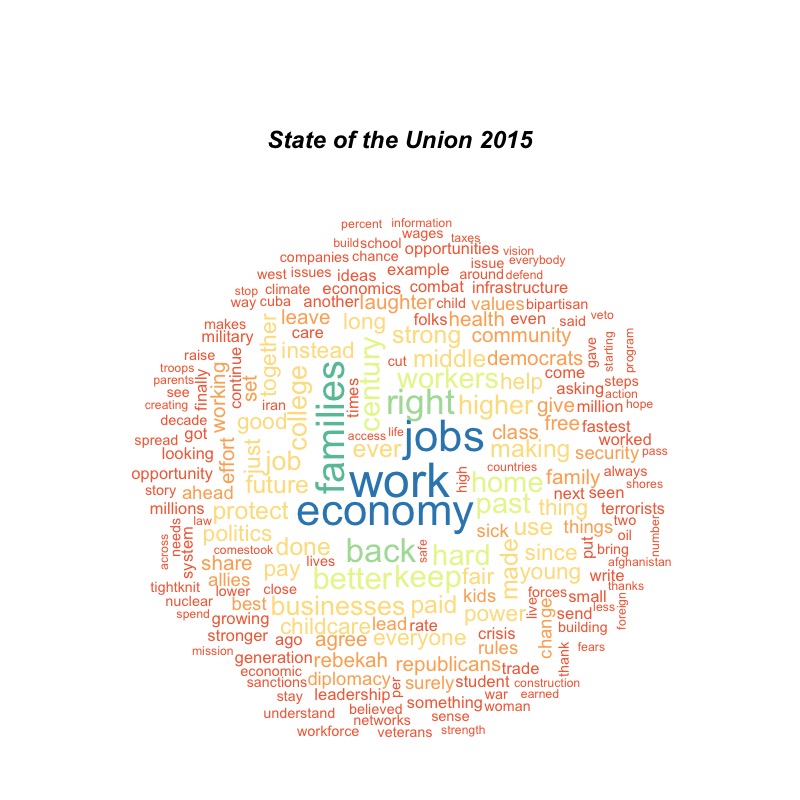 State of the Union 2015
percent information
wages taxes
build school opportunities vision
companies chance issue everybody
west issues ideas example around defend
stop climate economics combat infrastructure
way cuba another laughter child values bipartisan
makes leave long folks health even said veto
military care strong community gave starting program
raise continue together instead century cut middle democrats come steps
troops parents finally working set college families times workers help asking action
see creating iran right higher give million hope
decade good access life jobs class free fastest
spread got effort just ever making worked
looking job work high countries security pass
opportunity future home family always
story ahead economy past next seen shores
millions protect thing terrorists
law needs politics sick use things two number
across system comes took done back safe hard made since put oil bring
share lives afghanistan
allies pay better keep fair young write thanks
tightknit lower close kids forces small less foreign
nuclear best businesses paid power live change send
spend growing childcare lead rate building
stronger ago agree everyone crisis rules thank fears
mission generation rebekah republicans trade
economic diplomacy per surely student construction
sanctions leadership war earned
stay believed something woman
understand networks sense
workforce veterans strength